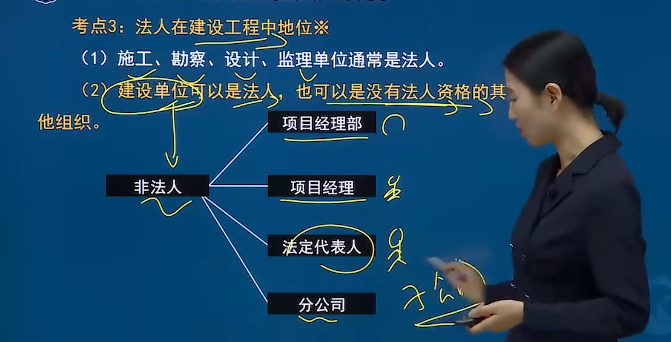 考点3：法人在建设工程中地位※
（1）施工、勘察、设计、监理单位通常是法人。
（2）建设单位可以是法人，也可以是没有法人资格的其
他组织。
项目经理部
非法人
项目经理
法定代表人
分公司
子公司